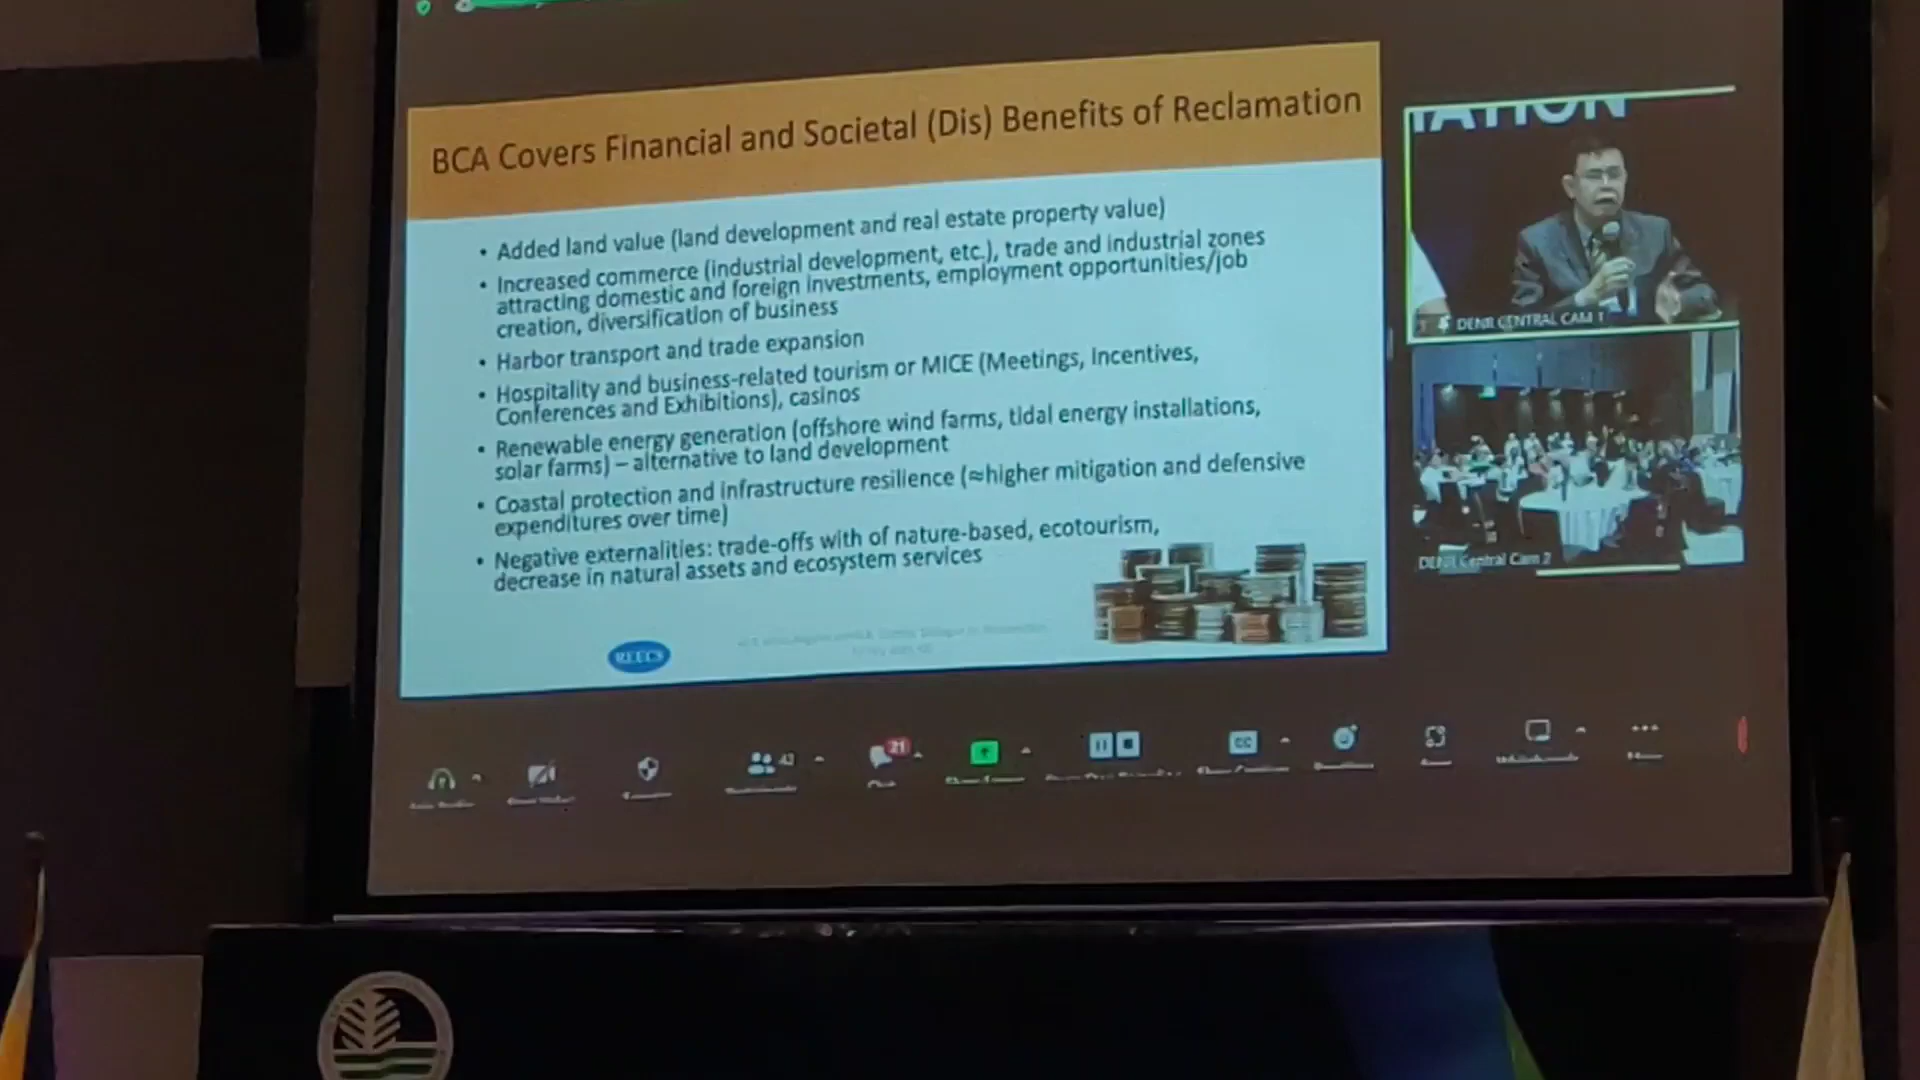 BCA Covers Financial and Societal (Dis) Benefits of Reclamation
• Added land value (land development and real estate property value)
• Increased commerce (industrial development, etc.), trade and industrial zones
attracting domestic and foreign investments, employment opportunities/job
creation, diversification of business
• Harbor transport and trade expansion
• Hospitality and business-related tourism or MICE (Meetings, Incentives,
Conferences and Exhibitions), casinos
• Renewable energy generation (offshore wind farms, tidal energy installations,
solar farms) – alternative to land development
• Coastal protection and infrastructure resilience (≈higher mitigation and defensive
expenditures over time)
• Negative externalities: trade-offs with of nature-based, ecotourism,
decrease in natural assets and ecosystem services
REECS
DENR CENTRAL CAM 1
DENR Central Cam 2
21
CC